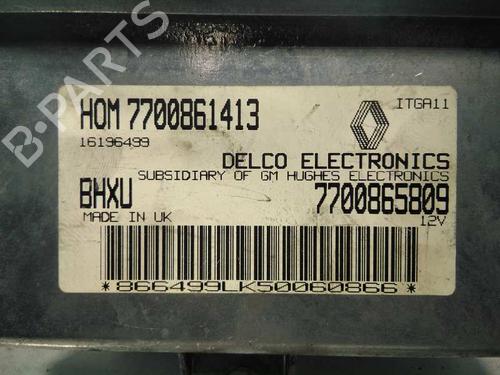 HOM 7700861413
ITGA11
16196499
DELCO ELECTRONICS
SUBSIDIARY OF GM HUGHES ELECTRONICS
BHXU 7700865809
MADE IN UK 12V
*866499LK50060866*
B-PARTS